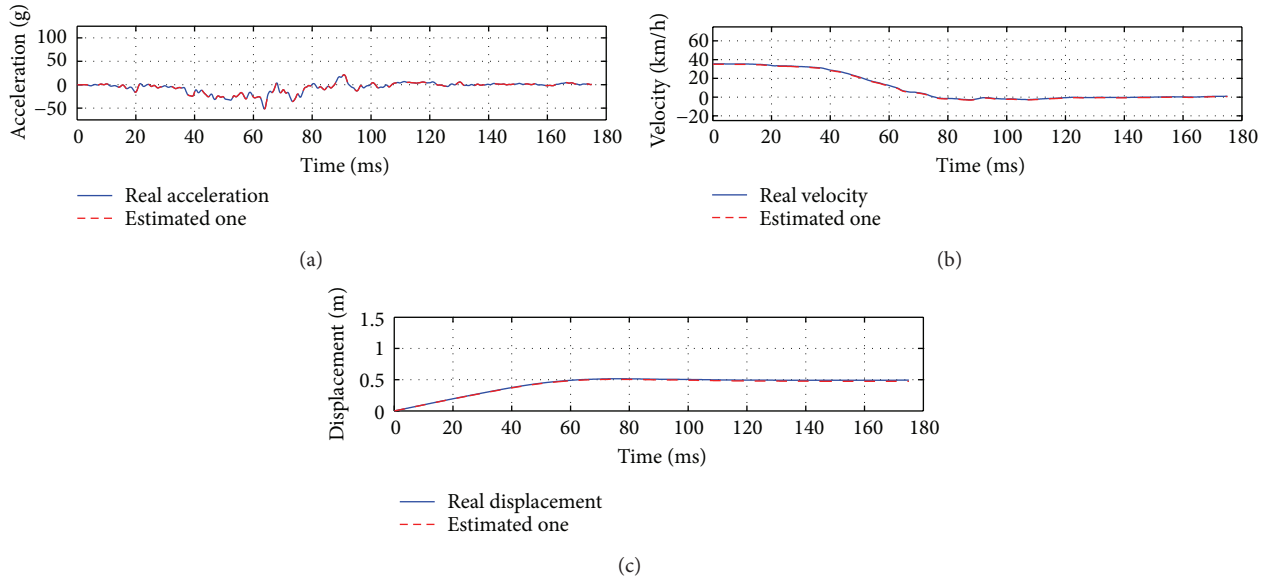 Acceleration (g)
100
50
0
−50
0 20 40 60 80 100 120 140 160 180
Time (ms)
Real acceleration
Estimated one
(a)
Velocity (km/h)
60
40
20
0
−20
0 20 40 60 80 100 120 140 160 180
Time (ms)
Real velocity
Estimated one
(b)
Displacement (m)
1.5
1
0.5
0
0 20 40 60 80 100 120 140 160 180
Time (ms)
Real displacement
Estimated one
(c)